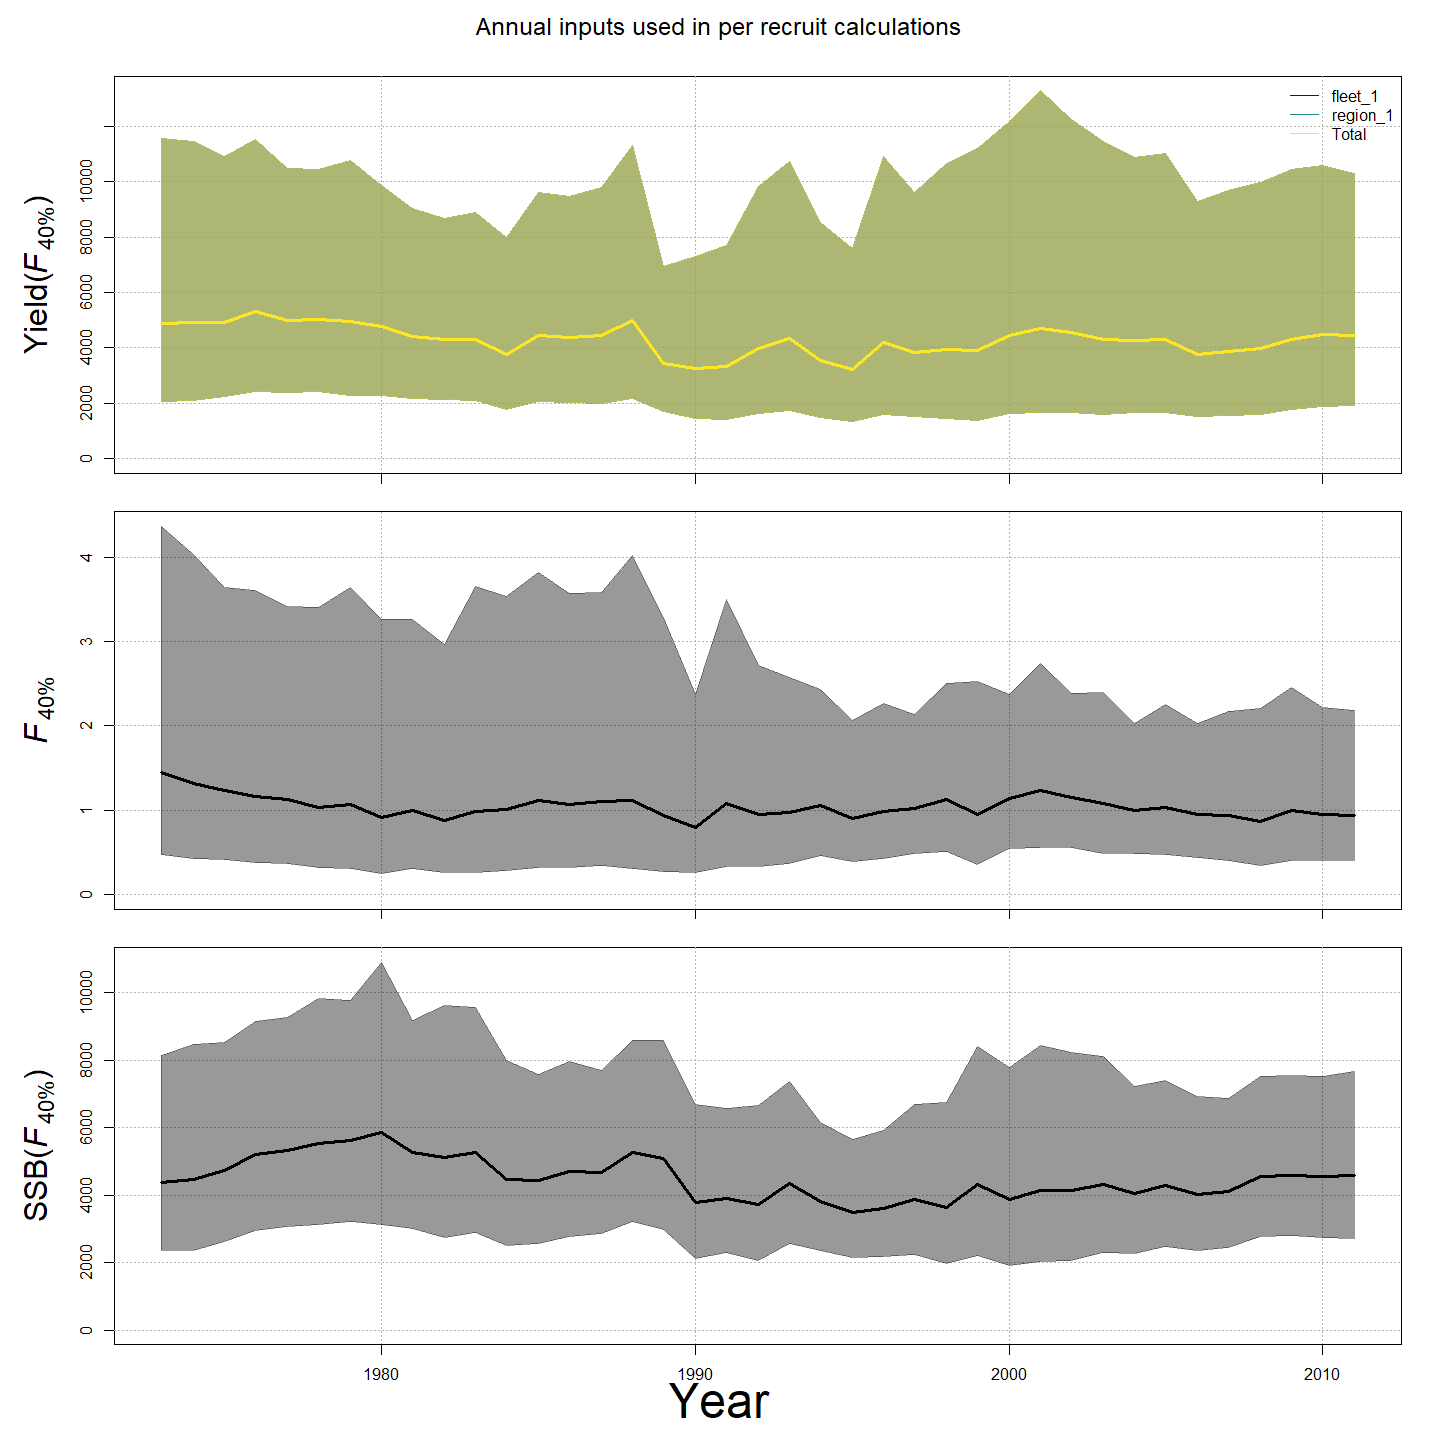 Annual inputs used in per recruit calculations
fleet_1
region_1
Total
Yield(F40%)
10000
8000
6000
4000
2000
0
F40%
4
3
2
1
0
SSB(F40%)
10000
8000
6000
4000
2000
0
1980 1990 2000 2010
Year